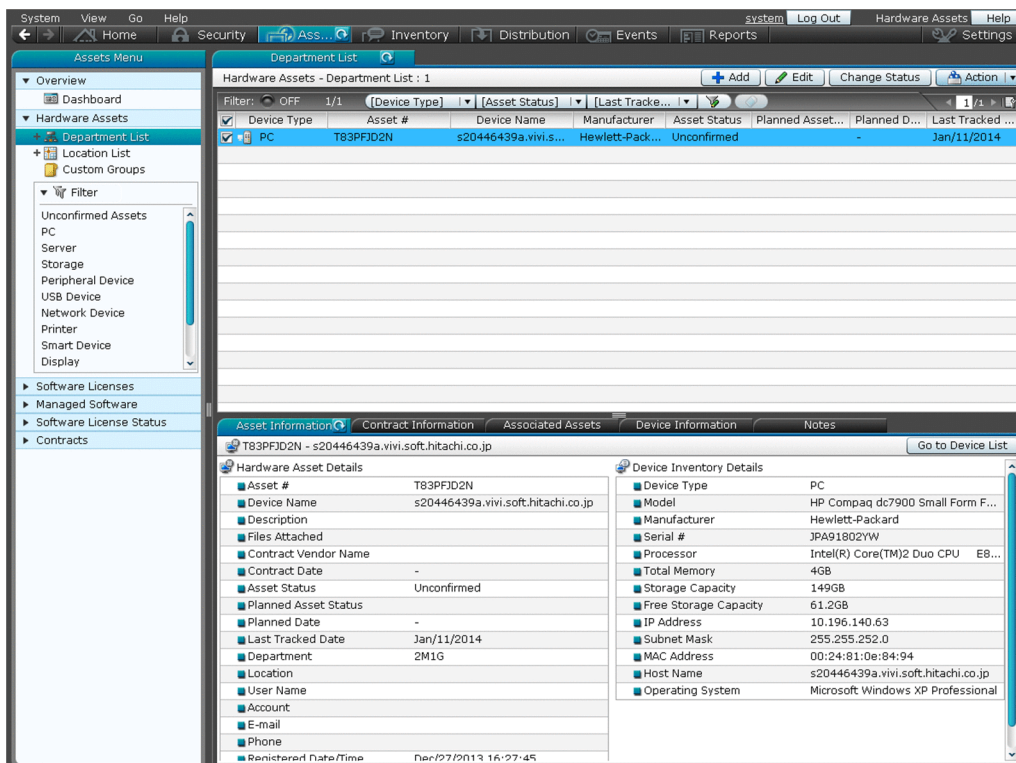 System View Go Help system Log Out Hardware Assets Help
Home Security Ass... Inventory Distribution Events Reports Settings
Assets Menu
Overview
Dashboard
Hardware Assets
Department List
Location List
Custom Groups
Filter
Unconfirmed Assets
PC
Server
Storage
Peripheral Device
USB Device
Network Device
Printer
Smart Device
Display
Software Licenses
Managed Software
Software License Status
Contracts
Department List
Hardware Assets - Department List : 1 Add Edit Change Status Action
Filter: OFF 1/1 [Device Type] [Asset Status] [Last Tracke... 1 /1
Device Type Asset # Device Name Manufacturer Asset Status Planned Asset... Planned D... Last Tracked ...
PC T83PFJD2N s20446439a.vivi.s... Hewlett-Pack... Unconfirmed - Jan/11/2014
Asset Information Contract Information Associated Assets Device Information Notes
T83PFJD2N - s20446439a.vivi.soft.hitachi.co.jp Go to Device List
Hardware Asset Details
Asset # T83PFJD2N
Device Name s20446439a.vivi.soft.hitachi.co.jp
Description
Files Attached
Contract Vendor Name
Contract Date -
Asset Status Unconfirmed
Planned Asset Status
Planned Date -
Last Tracked Date Jan/11/2014
Department 2M1G
Location
User Name
Account
E-mail
Phone
Registered Date/Time Dec/27/2013 16:27:45
Device Inventory Details
Device Type PC
Model HP Compaq dc7900 Small Form F...
Manufacturer Hewlett-Packard
Serial # JPA91802YW
Processor Intel(R) Core(TM)2 Duo CPU E8...
Total Memory 4GB
Storage Capacity 149GB
Free Storage Capacity 61.2GB
IP Address 10.196.140.63
Subnet Mask 255.255.252.0
MAC Address 00:24:81:0e:84:94
Host Name s20446439a.vivi.soft.hitachi.co.jp
Operating System Microsoft Windows XP Professional